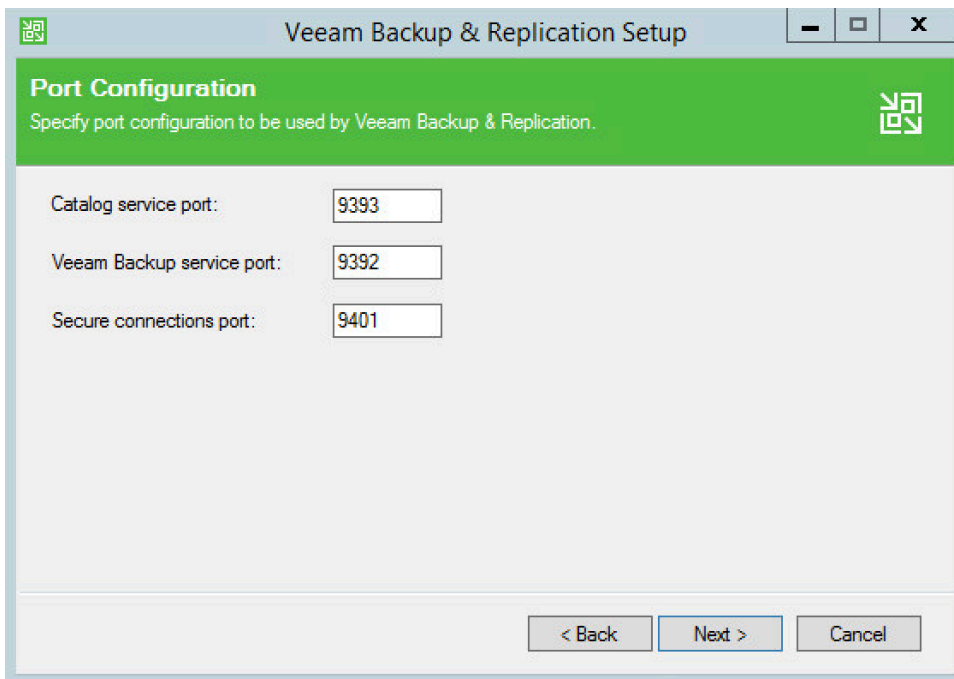 Veeam Backup & Replication Setup
Port Configuration
Specify port configuration to be used by Veeam Backup & Replication.
Catalog service port: 9393
Veeam Backup service port: 9392
Secure connections port: 9401
< Back Next > Cancel